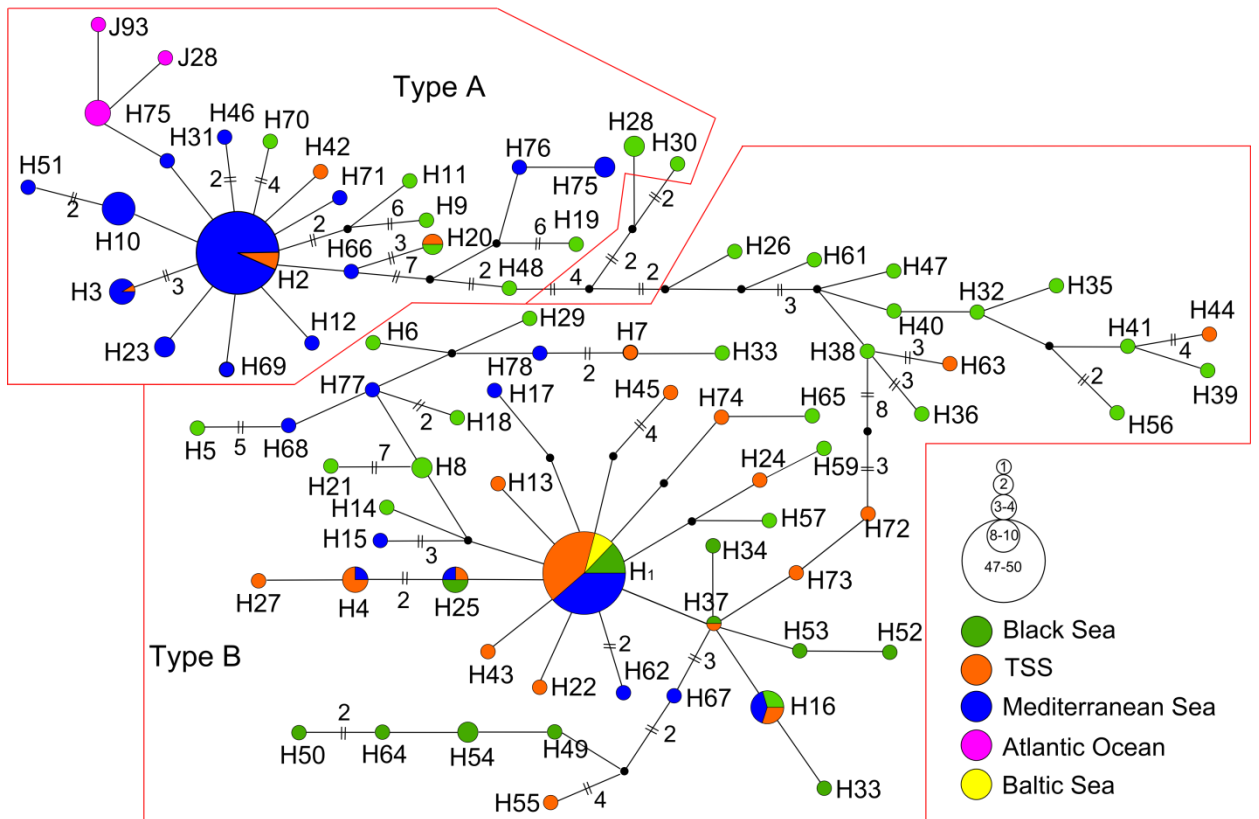 J93
J28
Type A
H75
H46
H70
H31
H42
H28
H30
H76
H51
H71
H11
H75
2
4
2
6
H9
H10
2
H66
3
H20
6
H19
2
H26
H61
H47
H3
3
H2
7
2
H48
4
2
2
3
H35
H32
H12
H29
H40
H41
H44
H23
H6
H7
H38
3
H63
4
H69
H78
2
H33
H39
H77
H17
H45
H74
H65
3
H36
2
H56
H5
5
H68
2
H18
4
8
H21
7
H8
H13
H24
H59
3
1
2
3-4
8-10
47-50
H14
H57
H72
H15
3
H34
H1
H73
H27
H4
2
H25
H37
H53
H52
Black Sea
Type B
H43
H22
2
H62
3
H67
H16
TSS
Mediterranean Sea
2
H50
H64
H54
H49
2
Atlantic Ocean
H55
4
H33
Baltic Sea